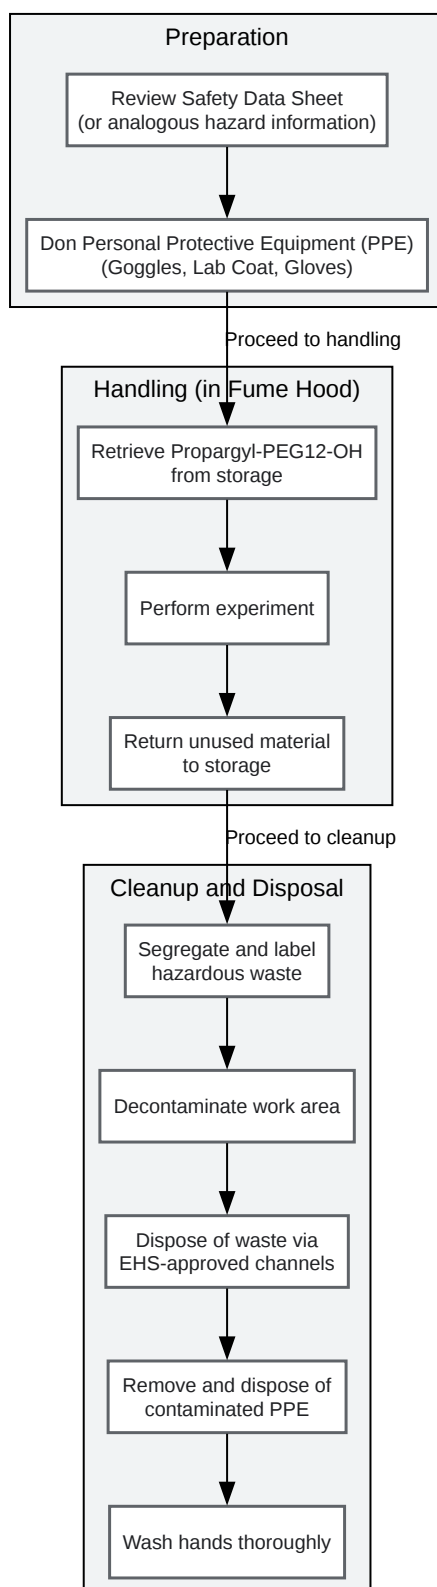 Preparation
Review Safety Data Sheet
(or analogous hazard information)
Don Personal Protective Equipment (PPE)
(Goggles, Lab Coat, Gloves)
Proceed to handling
Handling (in Fume Hood)
Retrieve Propargyl-PEG12-OH
from storage
Perform experiment
Return unused material
to storage
Proceed to cleanup
Cleanup and Disposal
Segregate and label
hazardous waste
Decontaminate work area
Dispose of waste via
EHS-approved channels
Remove and dispose of
contaminated PPE
Wash hands thoroughly